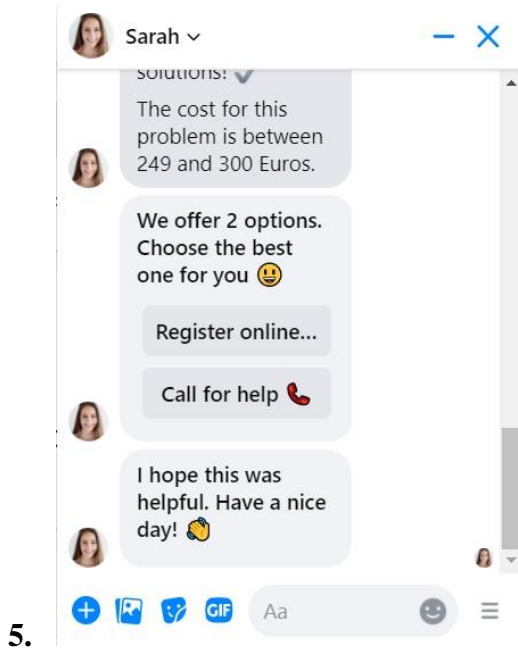 Sarah
solutions! ✔
The cost for this
problem is between
249 and 300 Euros.
We offer 2 options.
Choose the best
one for you 😃
Register online...
Call for help 📞
I hope this was
helpful. Have a nice
day! 👏
GIF
Aa
5.